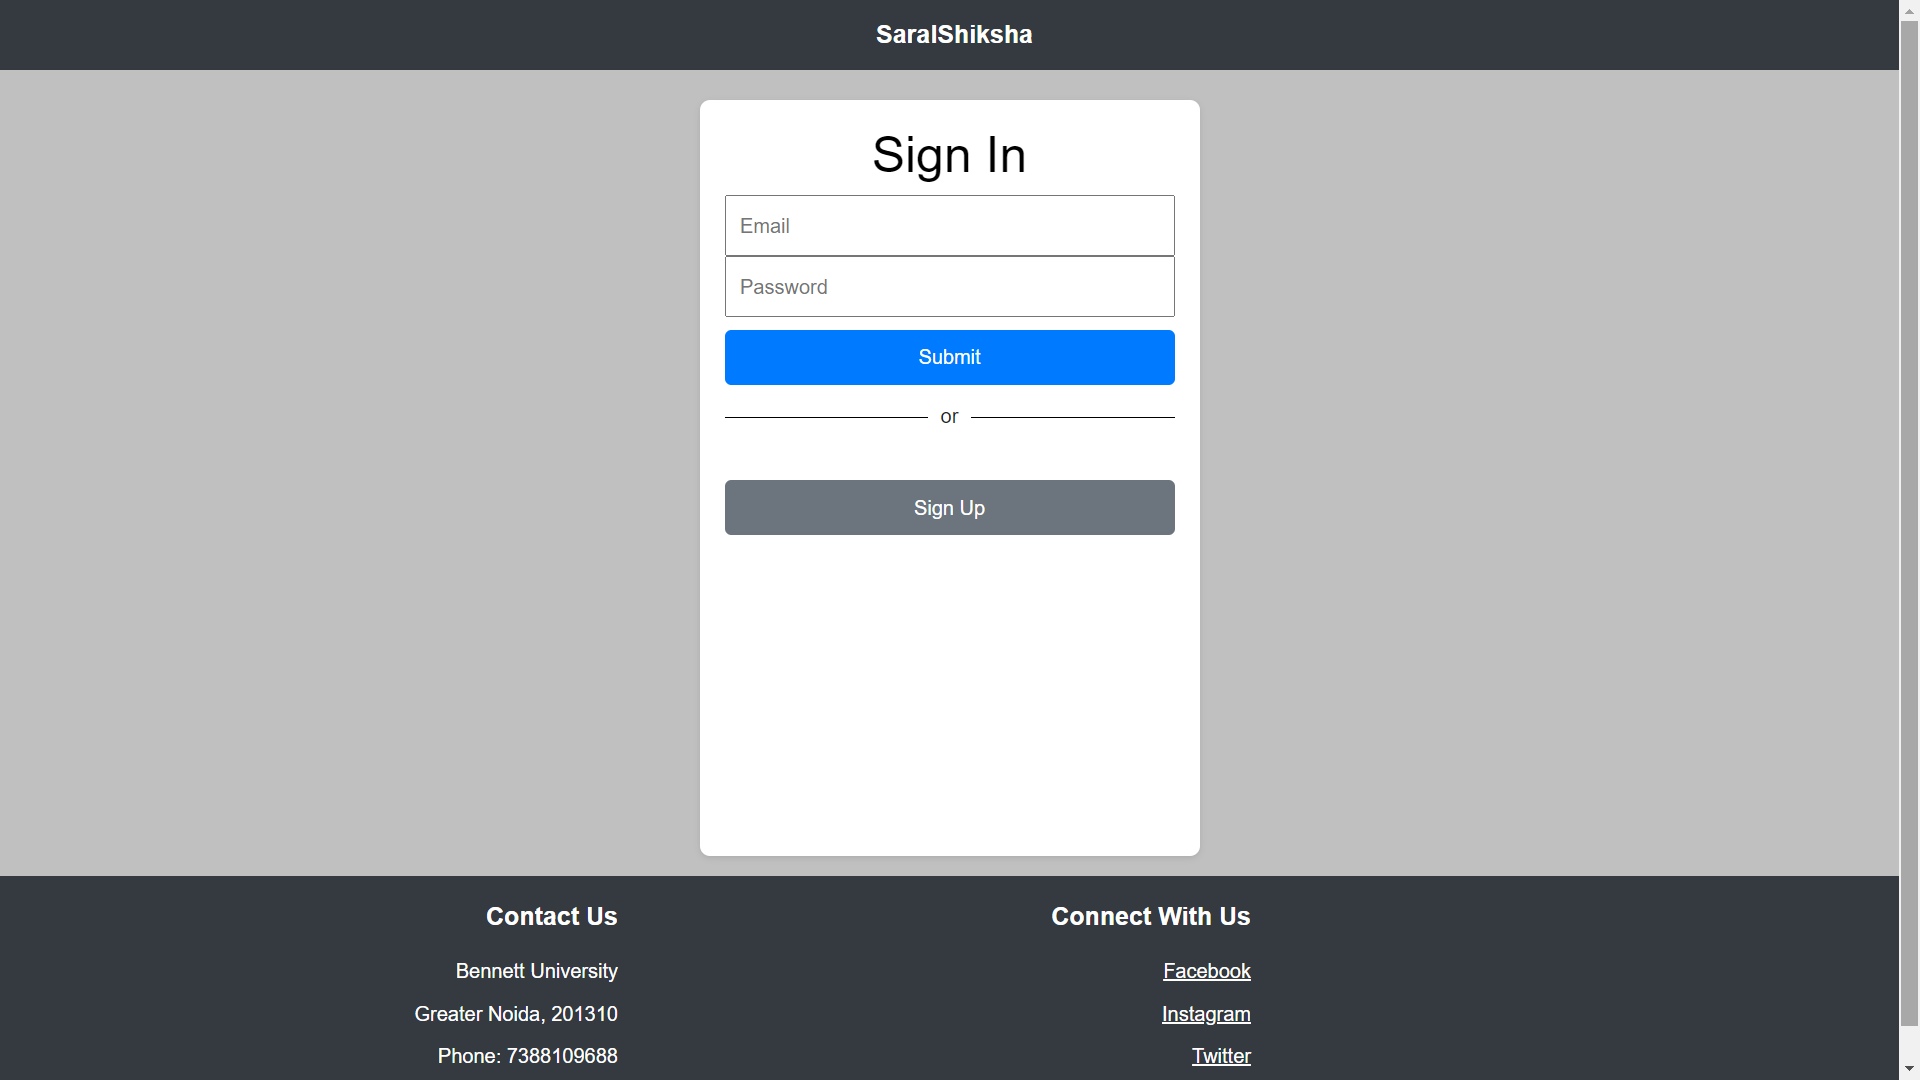 SaralShiksha
Sign In
Email
Password
Submit
or
Sign Up
Contact Us
Bennett University
Greater Noida, 201310
Phone: 7388109688
Connect With Us
Facebook
Instagram
Twitter